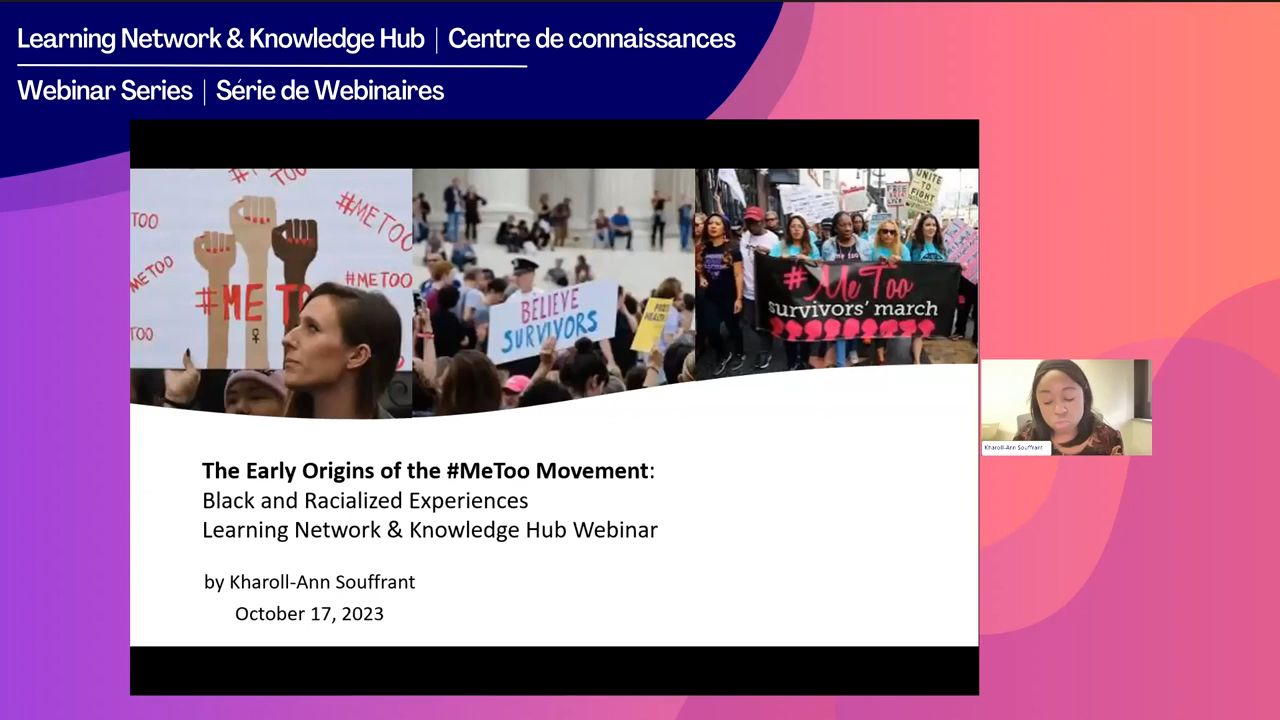 Learning Network & Knowledge Hub | Centre de connaissances
Webinar Series | Série de Webinaires
#
TOO
TOO
#METOO
ME TOO
#METOO
#ME T
TOO
BELIEVE
SURVIVORS
UNITE
TO
FIGHT
FREE
#MeToo
survivors' march
The Early Origins of the #MeToo Movement:
Black and Racialized Experiences
Learning Network & Knowledge Hub Webinar
by Kharoll-Ann Souffrant
October 17, 2023
Kharoll-Ann Souffrant